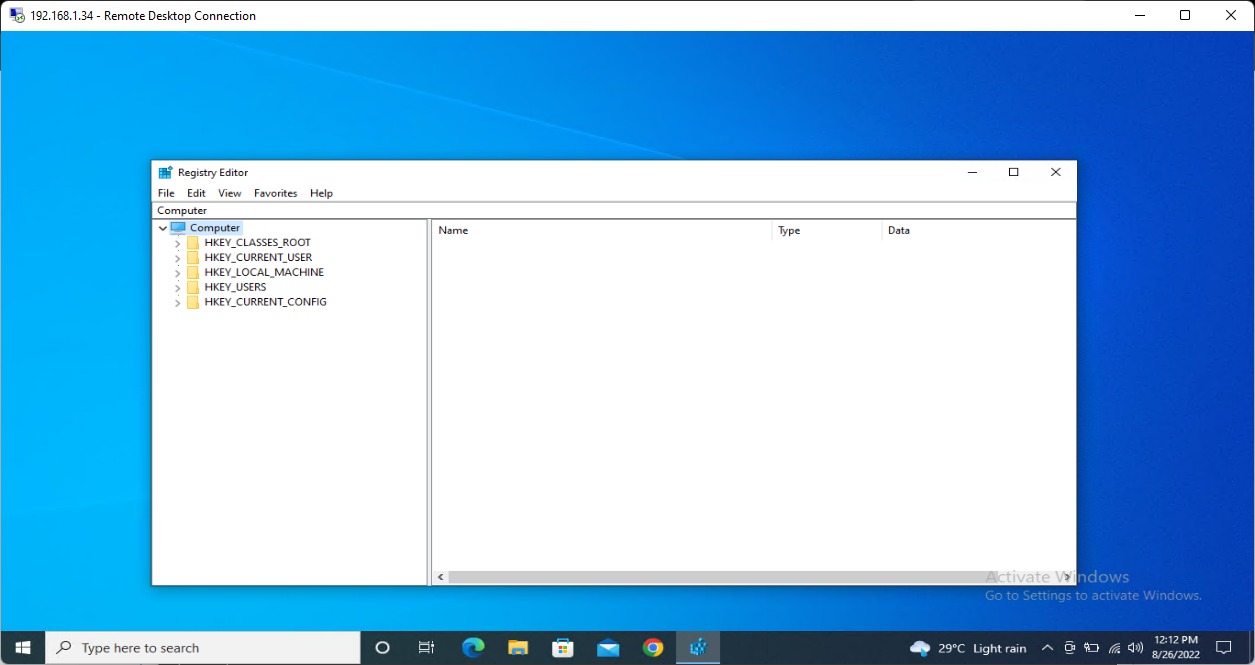 192.168.1.34 - Remote Desktop Connection
Registry Editor
File Edit View Favorites Help
Computer
Computer
HKEY_CLASSES_ROOT
HKEY_CURRENT_USER
HKEY_LOCAL_MACHINE
HKEY_USERS
HKEY_CURRENT_CONFIG
Name Type Data
Activate Windows
Go to Settings to activate Windows.
Type here to search
29°C Light rain
12:12 PM
8/26/2022